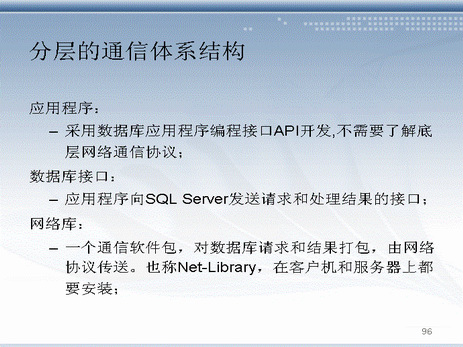 分层的通信体系结构
应用程序：
– 采用数据库应用程序编程接口API开发,不需要了解底
层网络通信协议；
数据库接口：
– 应用程序向SQL Server发送请求和处理结果的接口；
网络库：
– 一个通信软件包，对数据库请求和结果打包，由网络
协议传送。也称Net-Library，在客户机和服务器上都
要安装；
96